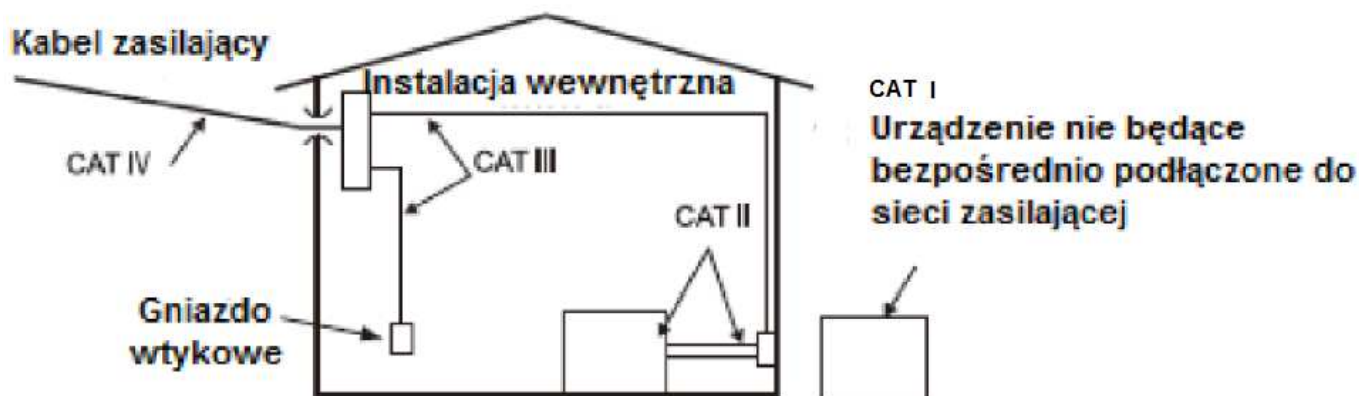 Kabel zasilający
Instalacja wewnętrzna
CAT I
Urządzenie nie będące
bezpośrednio podłączone do
sieci zasilającej
CAT IV
CAT III
CAT II
Gniazdo
wtykowe